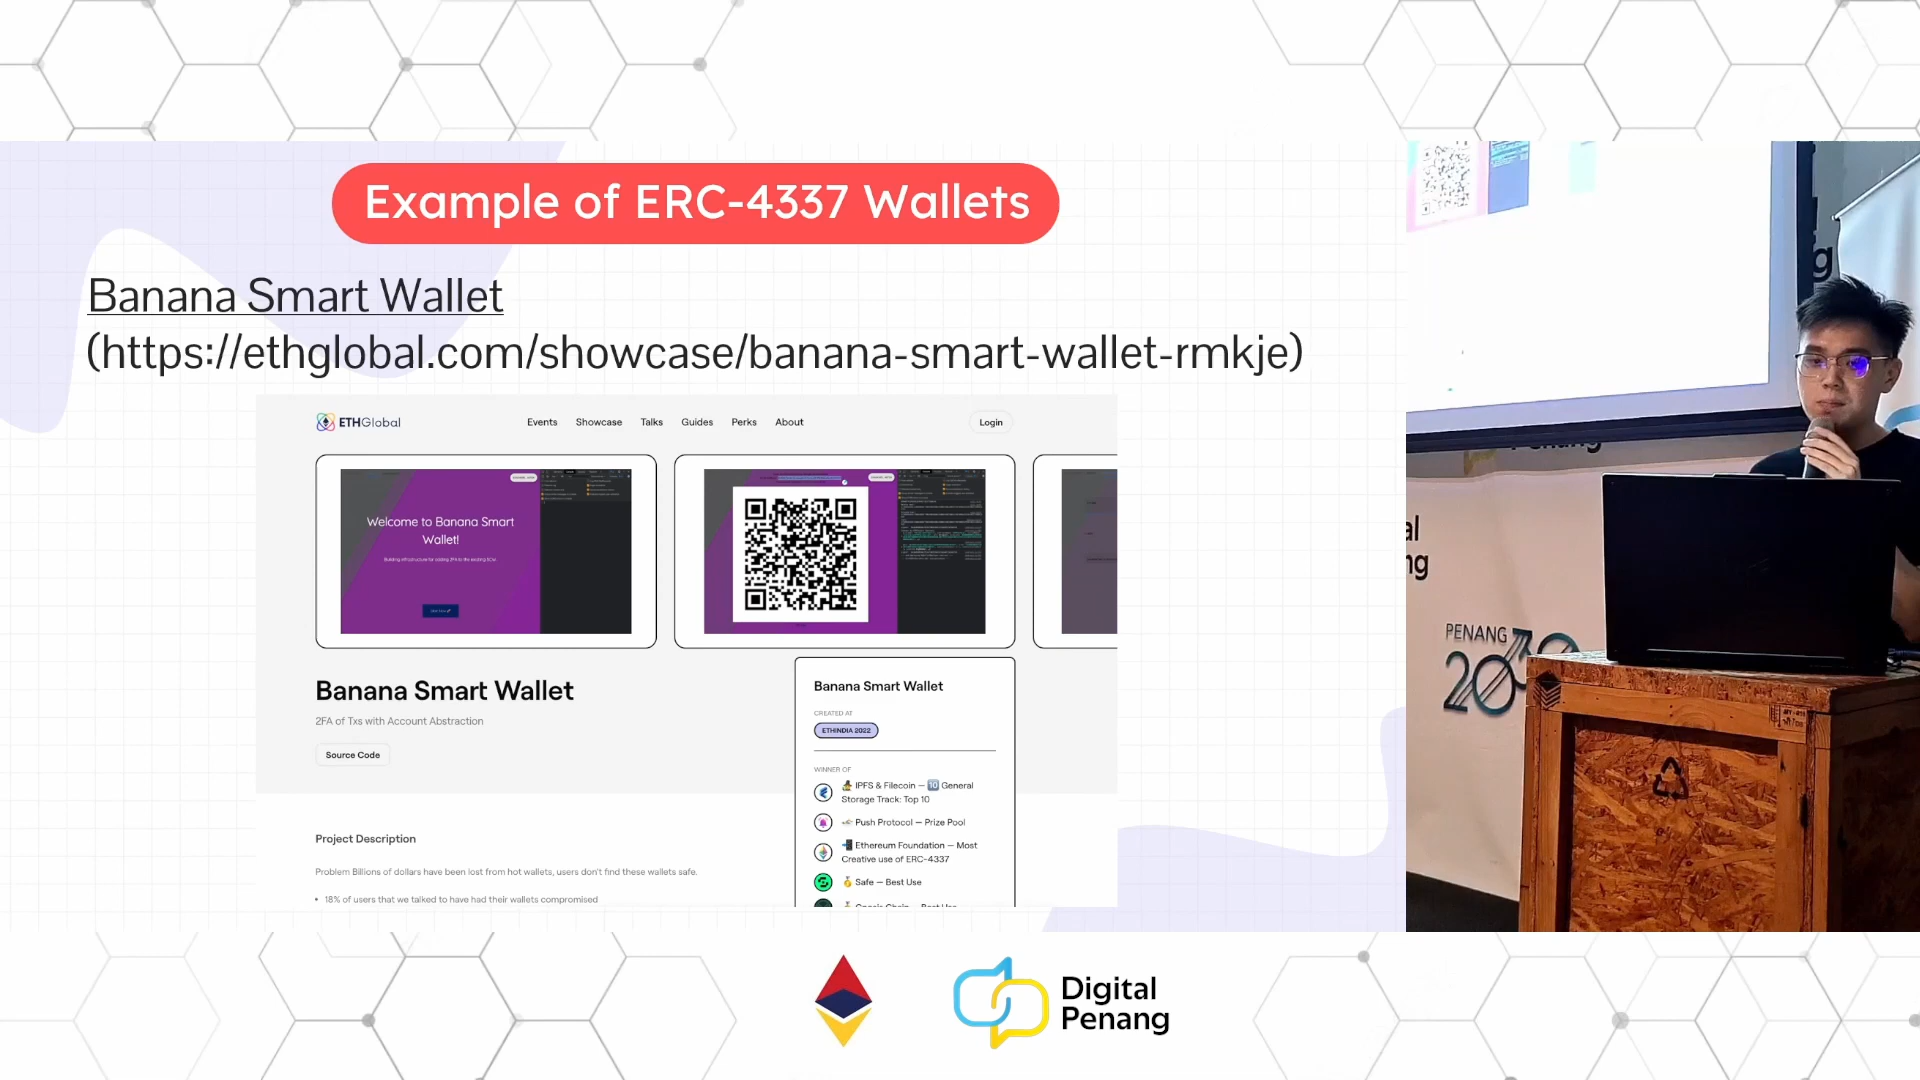 Example of ERC-4337 Wallets
Banana Smart Wallet
(https://ethglobal.com/showcase/banana-smart-wallet-rmkje)
ETHGlobal
Events Showcase Talks Guides Perks About Login
Welcome to Banana Smart
Wallet!
Banana Smart Wallet
2FA of Txs with Account Abstraction
Source Code
Banana Smart Wallet
CREATED AT
ETHINDIA 2022
WINNER OF
IPFS & Filecoin — 🔟 General
Storage Track: Top 10
Push Protocol — Prize Pool
Ethereum Foundation — Most
Creative use of ERC-4337
Safe — Best Use
Project Description
Problem Billions of dollars have been lost from hot wallets, users don't find these wallets safe.
• 18% of users that we talked to have had their wallets compromised
PENANG
2030
Digital
Penang